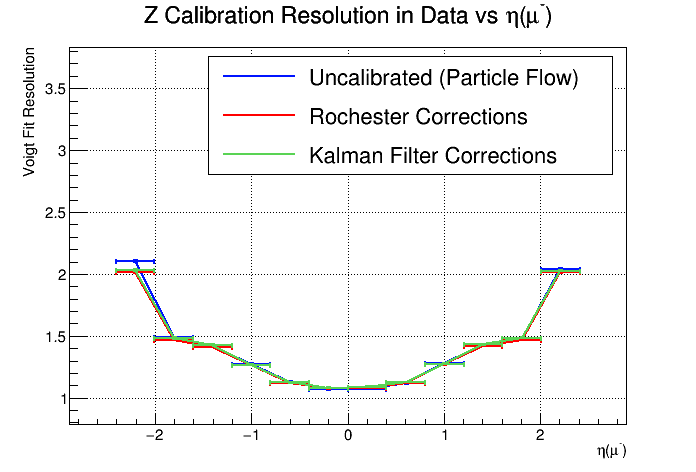 Z Calibration Resolution in Data vs η(μ⁻)
Voigt Fit Resolution
Uncalibrated (Particle Flow)
Rochester Corrections
Kalman Filter Corrections
3.5
3
2.5
2
1.5
1
−2 −1 0 1 2
η(μ⁻)